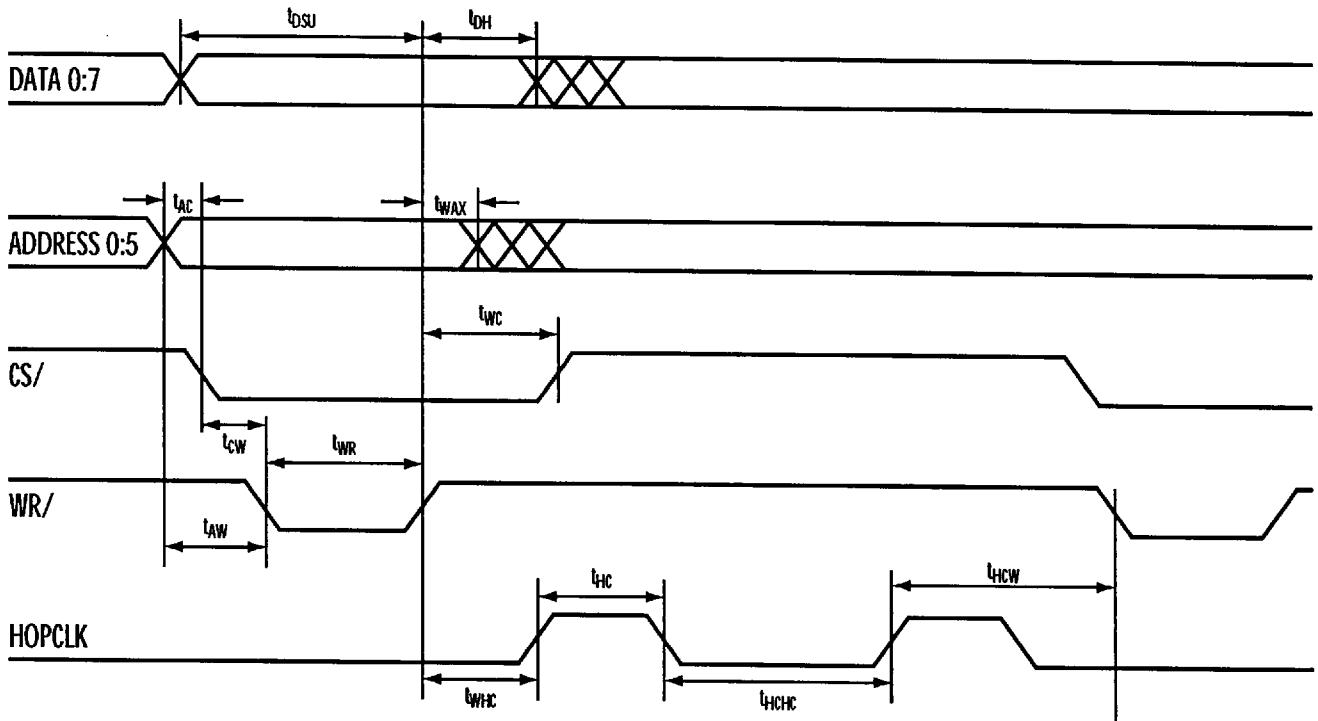 tDSU
tDH
DATA 0:7
tAC
tWAX
ADDRESS 0:5
tWC
CS/
tCW
tWR
WR/
tAW
tHC
tHCW
HOPCLK
tWHC
tHCHC